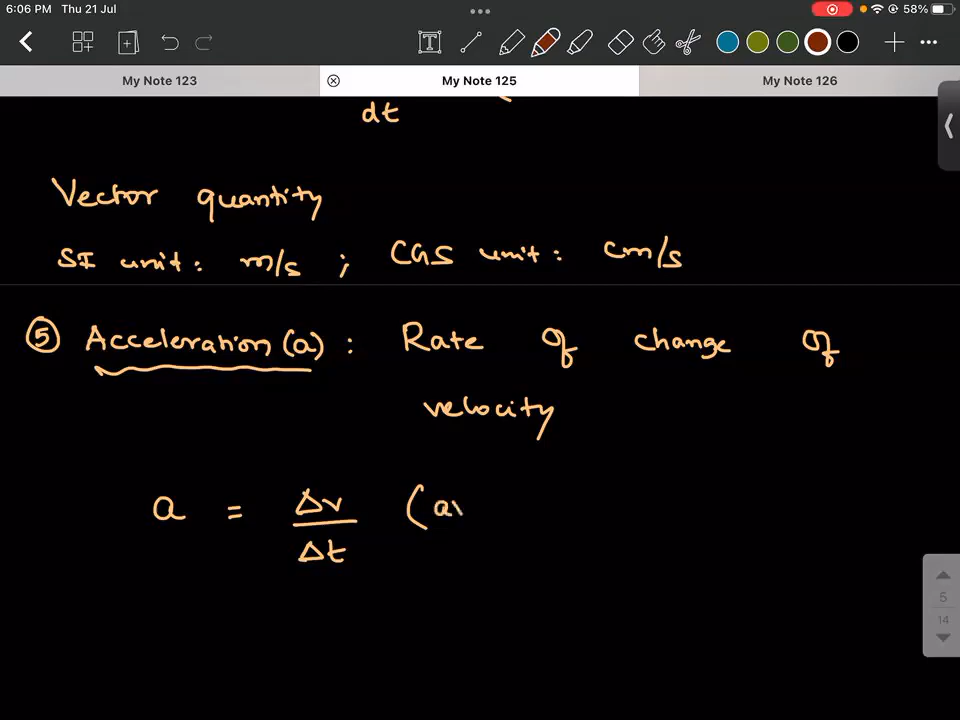 6:06 PM Thu 21 Jul
58%
My Note 123
My Note 125
My Note 126
dt
Vector quantity
SI unit: m/s ; CGS unit: cm/s
5 Acceleration (a) : Rate of change of
velocity
a = Δv (av
Δt
5
14